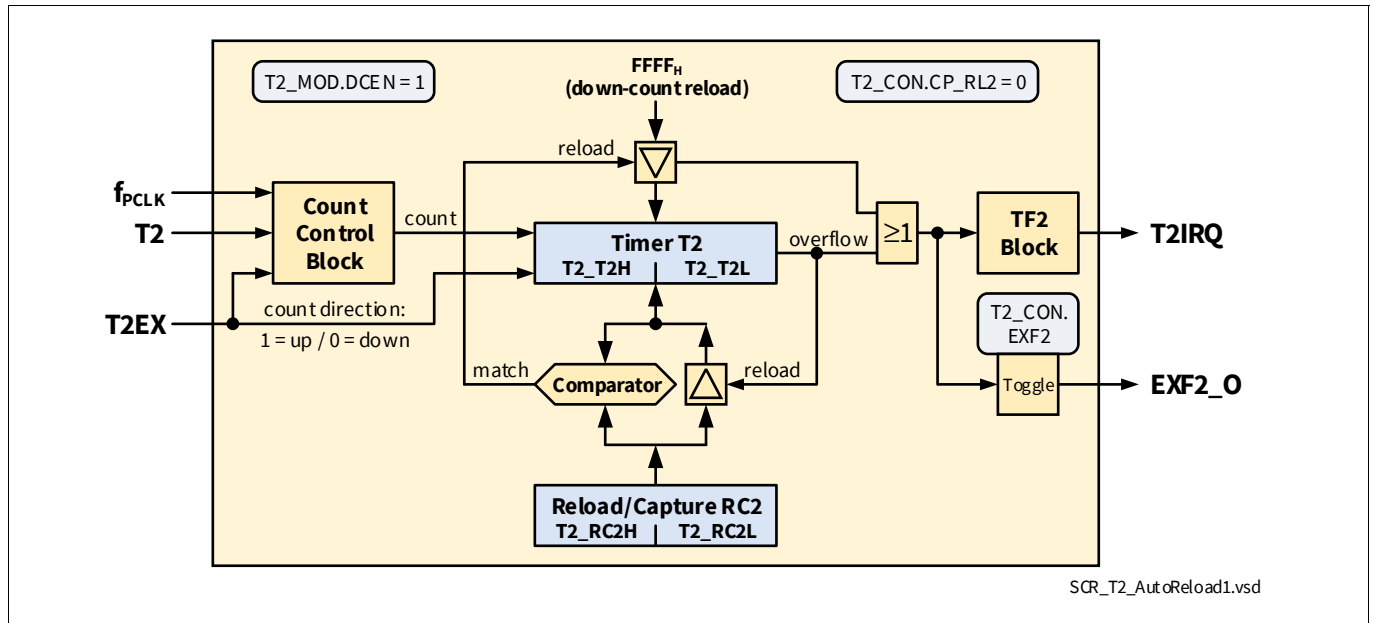 FFFFH
(down-count reload)
T2_MOD.DCEN = 1
T2_CON.CP_RL2 = 0
reload
fPCLK
T2
T2EX
Count
Control
Block
count
count direction:
1 = up / 0 = down
Timer T2
T2_T2H
T2_T2L
overflow
≥1
TF2
Block
T2IRQ
T2_CON.
EXF2
Toggle
EXF2_O
match
Comparator
reload
Reload/Capture RC2
T2_RC2H
T2_RC2L
SCR_T2_AutoReload1.vsd